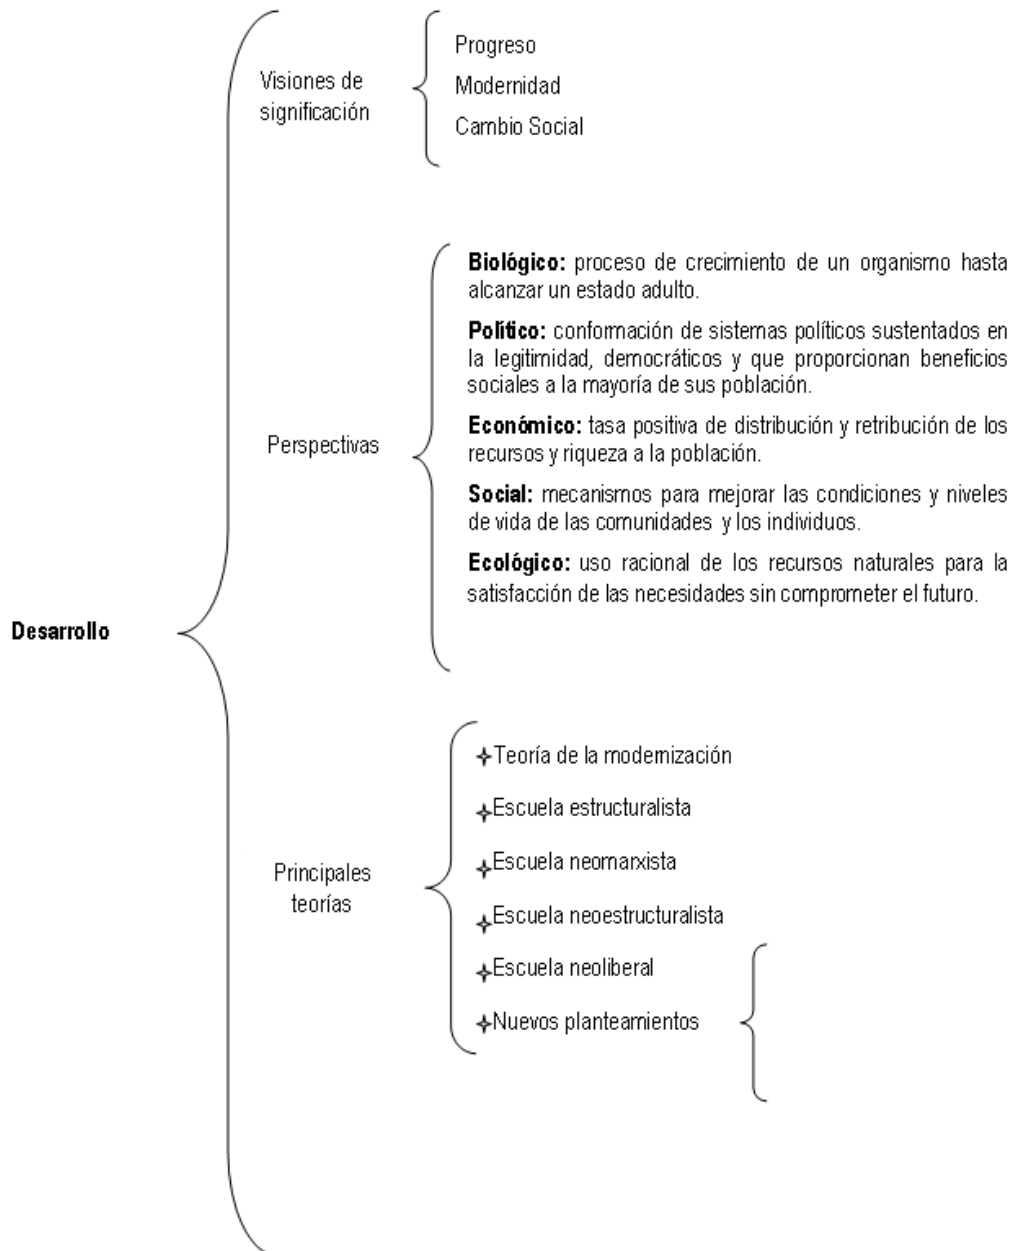 Visiones de
significación
Progreso
Modernidad
Cambio Social
Perspectivas
Biológico: proceso de crecimiento de un organismo hasta
alcanzar un estado adulto.
Político: conformación de sistemas políticos sustentados en
la legitimidad, democráticos y que proporcionan beneficios
sociales a la mayoría de sus población.
Económico: tasa positiva de distribución y retribución de los
recursos y riqueza a la población.
Social: mecanismos para mejorar las condiciones y niveles
de vida de las comunidades y los individuos.
Ecológico: uso racional de los recursos naturales para la
satisfacción de las necesidades sin comprometer el futuro.
Desarrollo
Principales
teorías
Teoría de la modernización
Escuela estructuralista
Escuela neomarxista
Escuela neoestructuralista
Escuela neoliberal
Nuevos planteamientos